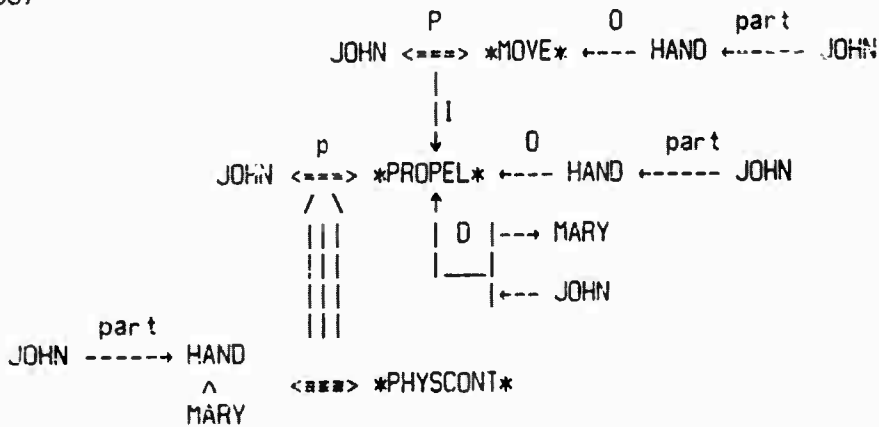 P O part
JOHN <===> *MOVE* ←---- HAND ←------ JOHN
I
p O part
JOHN <===> *PROPEL* ←---- HAND ←------ JOHN
D ---→ MARY
←--- JOHN
part
JOHN ------→ HAND
<===> *PHYSCONT*
^
MARY